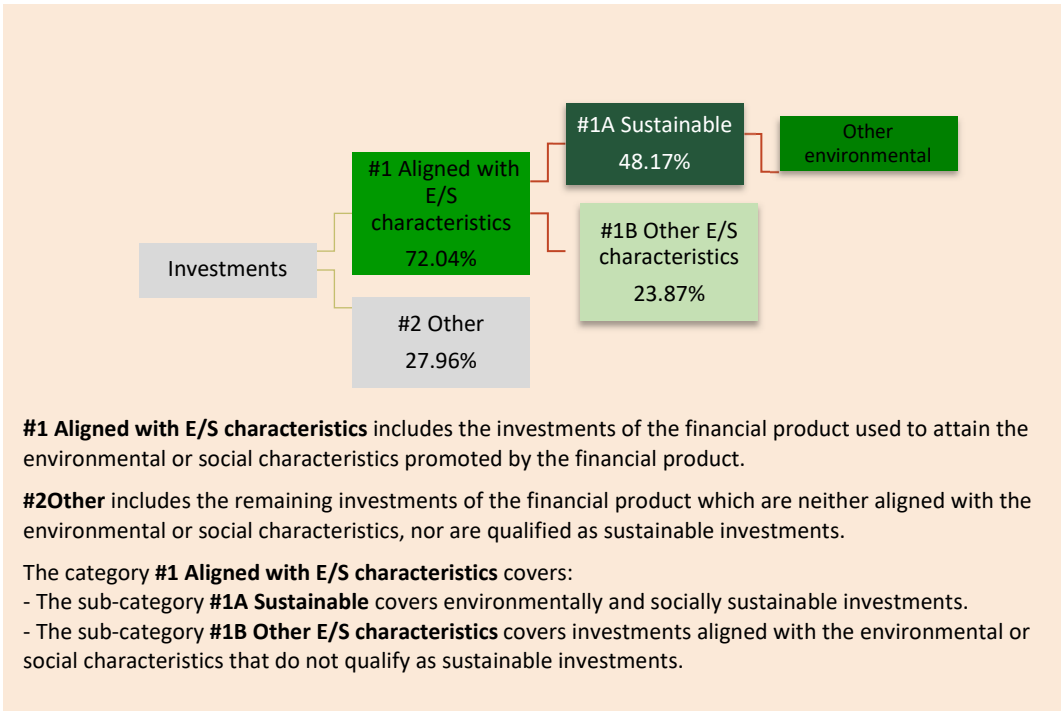 #1A Sustainable
48.17%
Other
environmental
#1 Aligned with
E/S
characteristics
72.04%
#1B Other E/S
characteristics
23.87%
Investments
#2 Other
27.96%
#1 Aligned with E/S characteristics includes the investments of the financial product used to attain the
environmental or social characteristics promoted by the financial product.
#2Other includes the remaining investments of the financial product which are neither aligned with the
environmental or social characteristics, nor are qualified as sustainable investments.
The category #1 Aligned with E/S characteristics covers:
- The sub-category #1A Sustainable covers environmentally and socially sustainable investments.
- The sub-category #1B Other E/S characteristics covers investments aligned with the environmental or
social characteristics that do not qualify as sustainable investments.